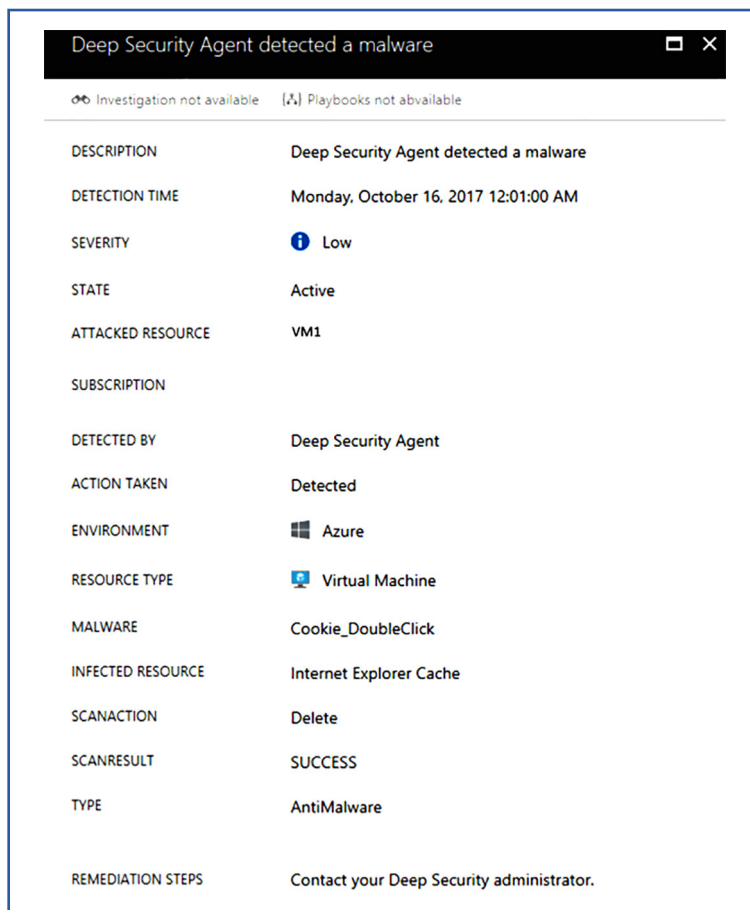 Deep Security Agent detected a malware
Investigation not available Playbooks not abvailable
DESCRIPTION Deep Security Agent detected a malware
DETECTION TIME Monday, October 16, 2017 12:01:00 AM
SEVERITY Low
STATE Active
ATTACKED RESOURCE VM1
SUBSCRIPTION
DETECTED BY Deep Security Agent
ACTION TAKEN Detected
ENVIRONMENT Azure
RESOURCE TYPE Virtual Machine
MALWARE Cookie_DoubleClick
INFECTED RESOURCE Internet Explorer Cache
SCANACTION Delete
SCANRESULT SUCCESS
TYPE AntiMalware
REMEDIATION STEPS Contact your Deep Security administrator.